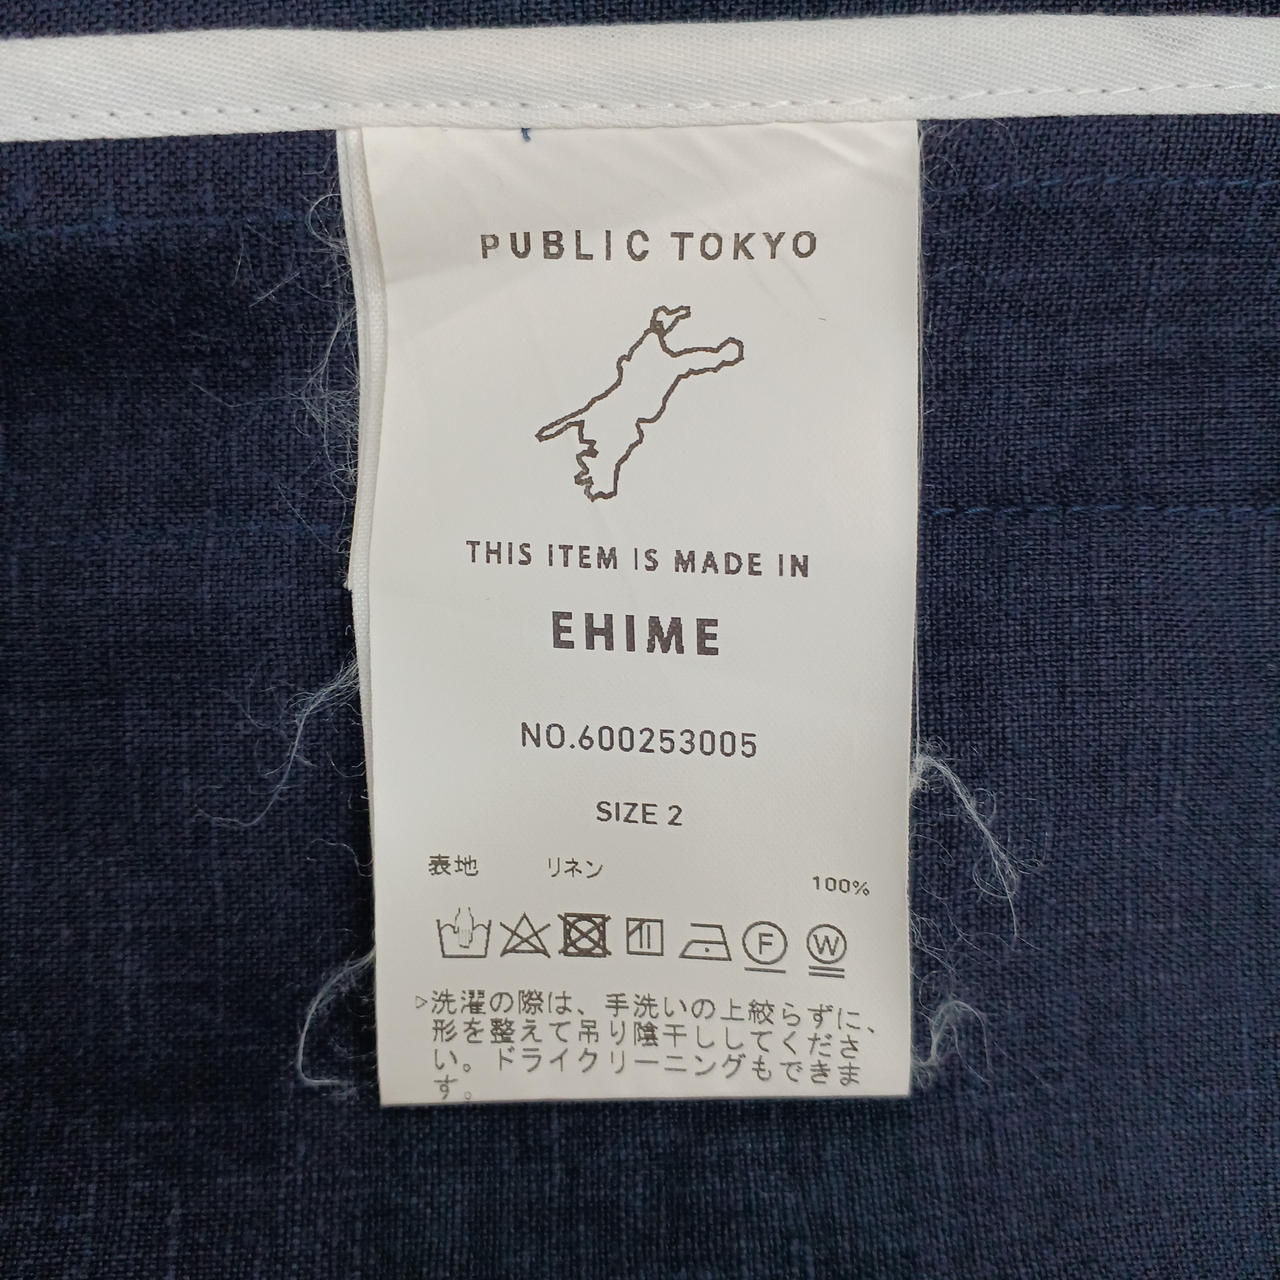 PUBLIC TOKYO
THIS ITEM IS MADE IN
EHIME
NO.600253005
SIZE 2
表地 リネン 100%
F W
▷洗濯の際は、手洗いの上絞らずに、
形を整えて吊り陰干ししてくださ
い。ドライクリーニングもできま
す。